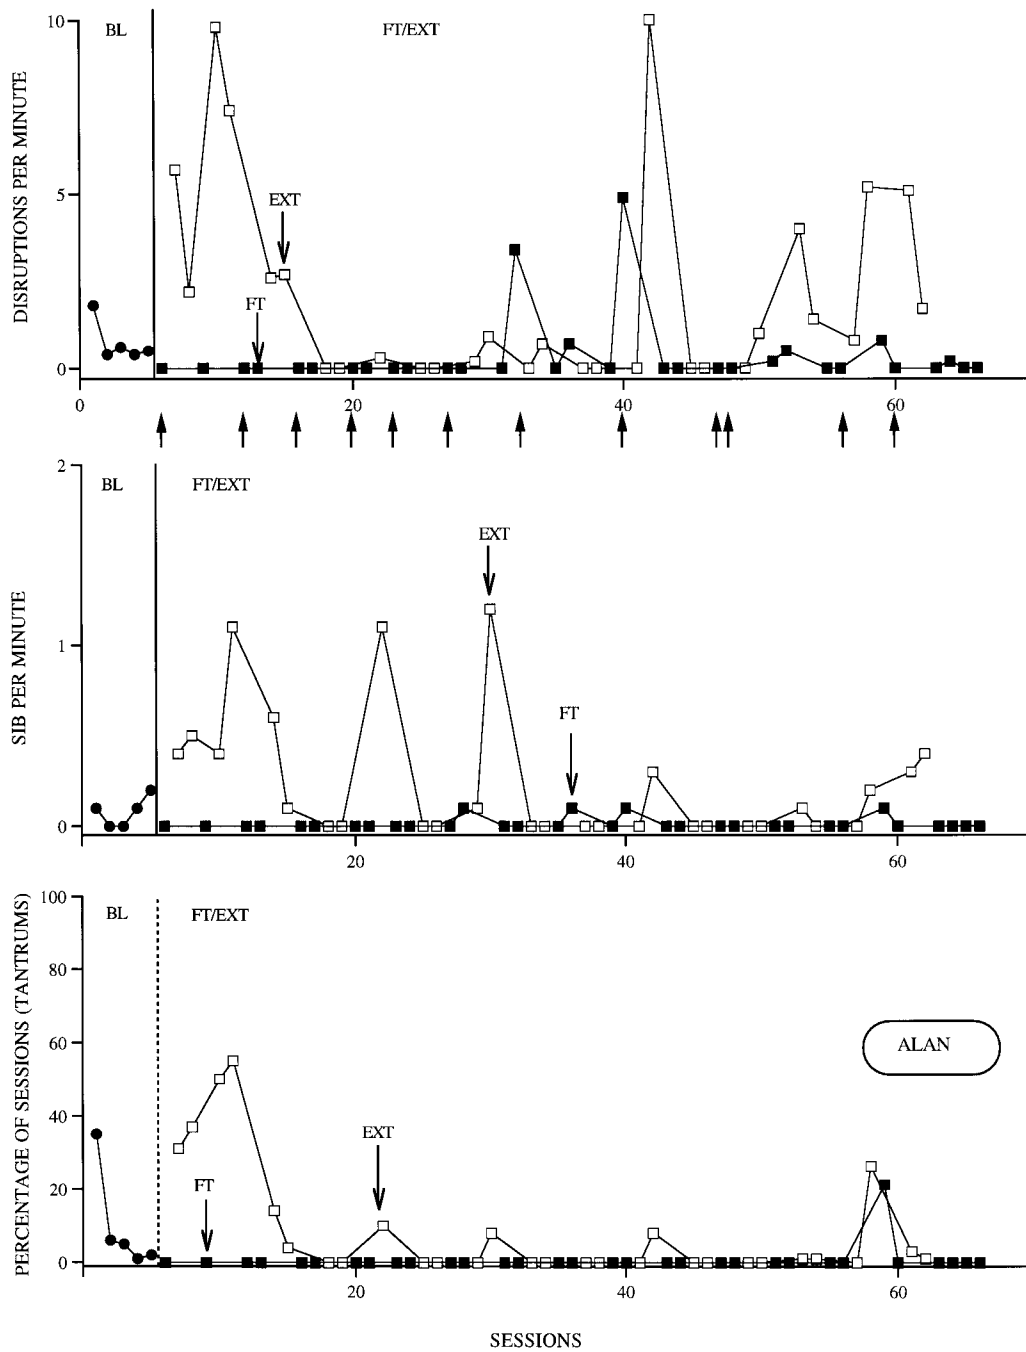 DISRUPTIONS PER MINUTE
10
5
0
BL
FT/EXT
EXT
FT
0 20 40 60
SIB PER MINUTE
2
1
0
BL
FT/EXT
EXT
FT
20 40 60
PERCENTAGE OF SESSIONS (TANTRUMS)
100
80
60
40
20
0
BL
FT/EXT
ALAN
EXT
FT
20 40 60
SESSIONS